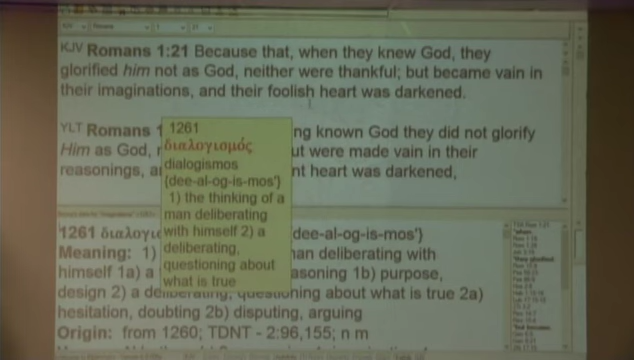 KJV Romans 1:21 Because that, when they knew God, they
glorified him not as God, neither were thankful; but became vain in
their imaginations, and their foolish heart was darkened.
YLT Romans 1 ng known God they did not glorify
Him as God, ut were made vain in their
reasonings, a nt heart was darkened,
1261
διαλογισμός
dialogismos
{dee-al-og-is-mos'}
1) the thinking of a
man deliberating
with himself 2) a
deliberating,
questioning about
what is true
1261 διαλογισ dee-al-og-is-mos'}
Meaning: 1) an deliberating with
himself 1a) a asoning 1b) purpose,
design 2) a deliberating, questioning about what is true 2a)
hesitation, doubting 2b) disputing, arguing
Origin: from 1260; TDNT - 2:96,155; n m